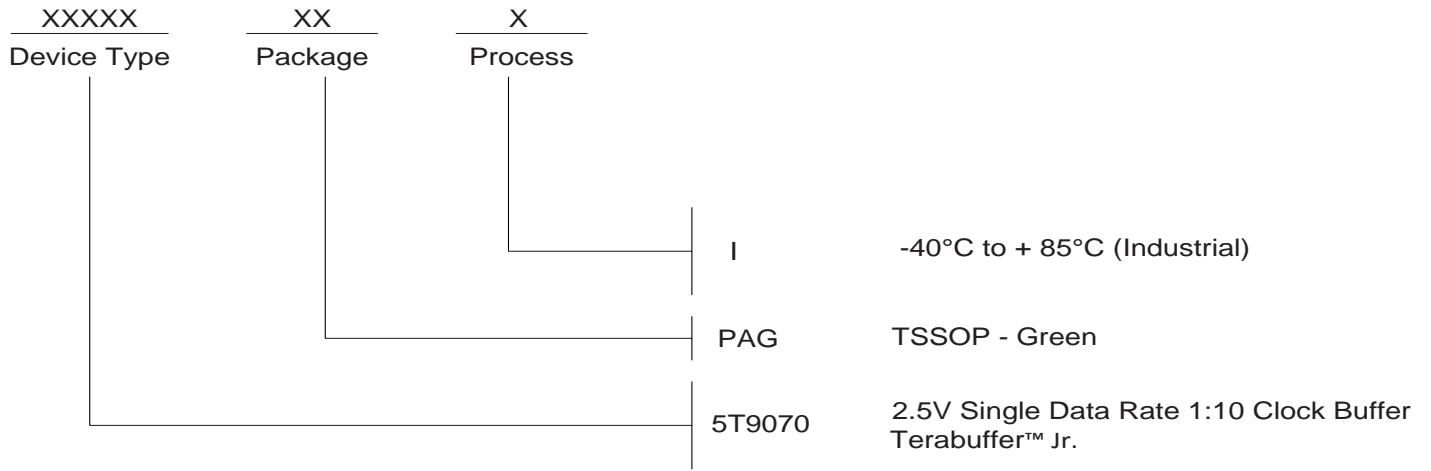 XXXXX XX X
Device Type Package Process
I -40°C to + 85°C (Industrial)
PAG TSSOP - Green
5T9070 2.5V Single Data Rate 1:10 Clock Buffer
Terabuffer™ Jr.